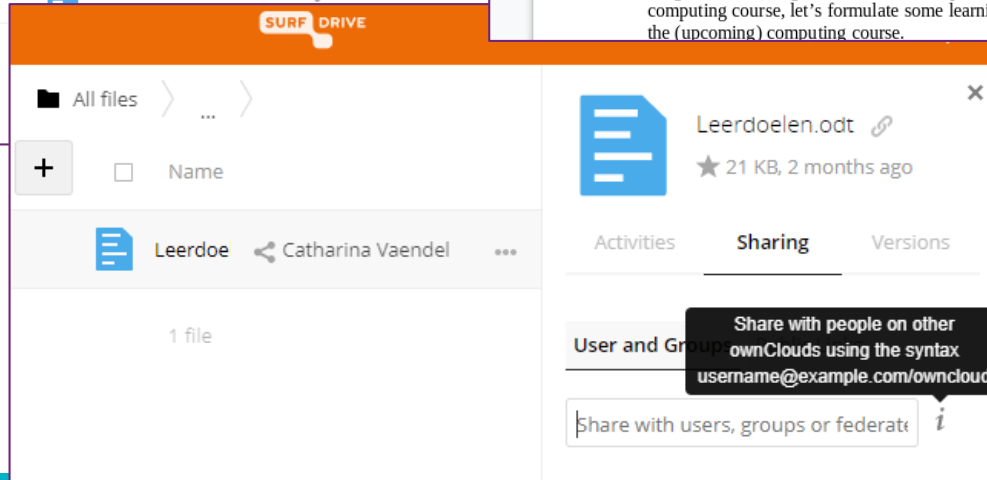 computing course, let’s formulate some learni
the (upcoming) computing course.
SURF DRIVE
All files
...
+
Name
Leerdoe Catharina Vaendel
1 file
Leerdoelen.odt
21 KB, 2 months ago
Activities Sharing Versions
Share with people on other
ownClouds using the syntax
username@example.com/owncloud
User and Groups
Share with users, groups or federate
i